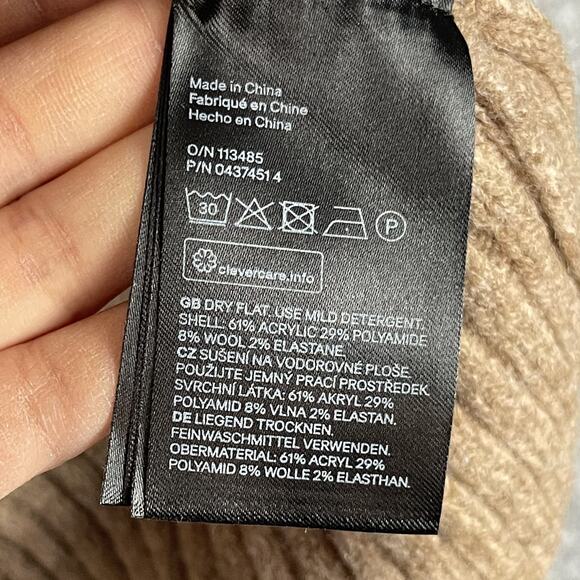 Made in China
Fabriqué en Chine
Hecho en China
O/N 113485
P/N 0437451 4
30 P
clevercare.info
GB DRY FLAT. USE MILD DETERGENT.
SHELL: 61% ACRYLIC 29% POLYAMIDE
8% WOOL 2% ELASTANE.
CZ SUŠENÍ NA VODOROVNÉ PLOŠE.
POUŽIJTE JEMNÝ PRACÍ PROSTŘEDEK.
SVRCHNÍ LÁTKA: 61% AKRYL 29%
POLYAMID 8% VLNA 2% ELASTAN.
DE LIEGEND TROCKNEN.
FEINWASCHMITTEL VERWENDEN.
OBERMATERIAL: 61% ACRYL 29%
POLYAMID 8% WOLLE 2% ELASTHAN.